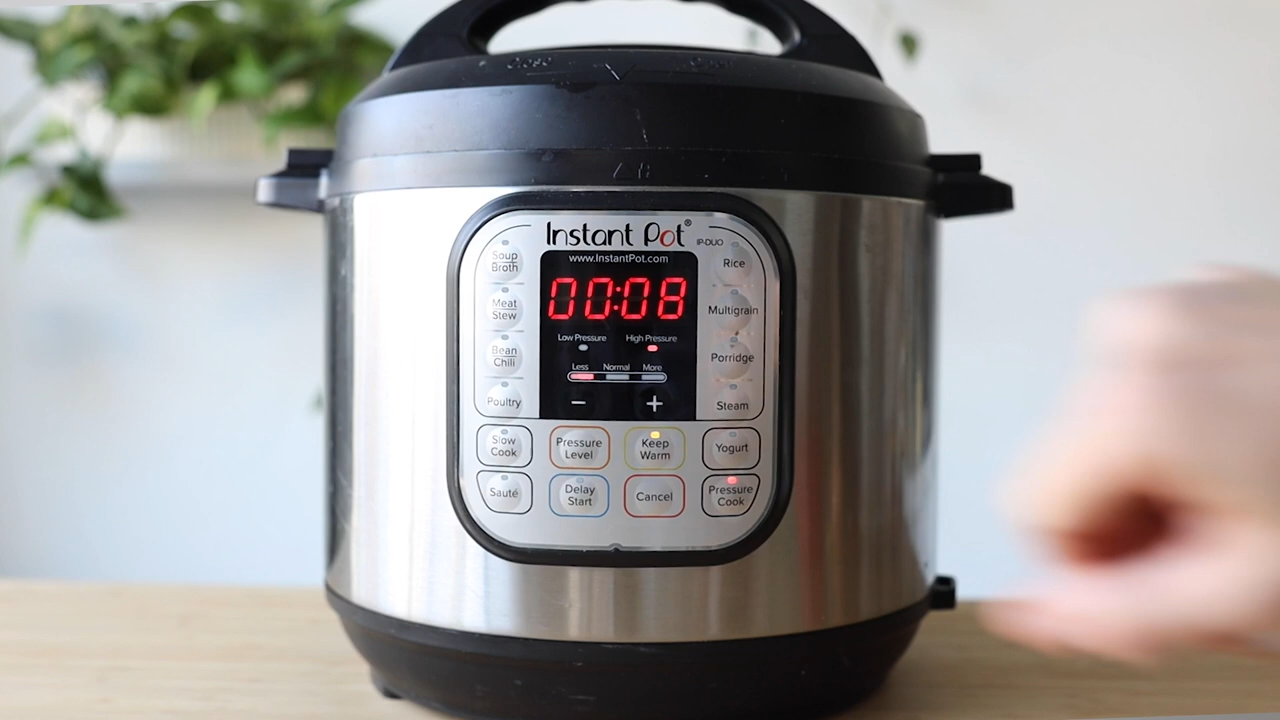 Instant Pot®
IP-DUO
www.InstantPot.com
00:08
Low Pressure High Pressure
Less Normal More
− +
Soup
Broth
Meat
Stew
Bean
Chili
Poultry
Rice
Multigrain
Porridge
Steam
Slow
Cook
Pressure
Level
Keep
Warm
Yogurt
Sauté
Delay
Start
Cancel
Pressure
Cook